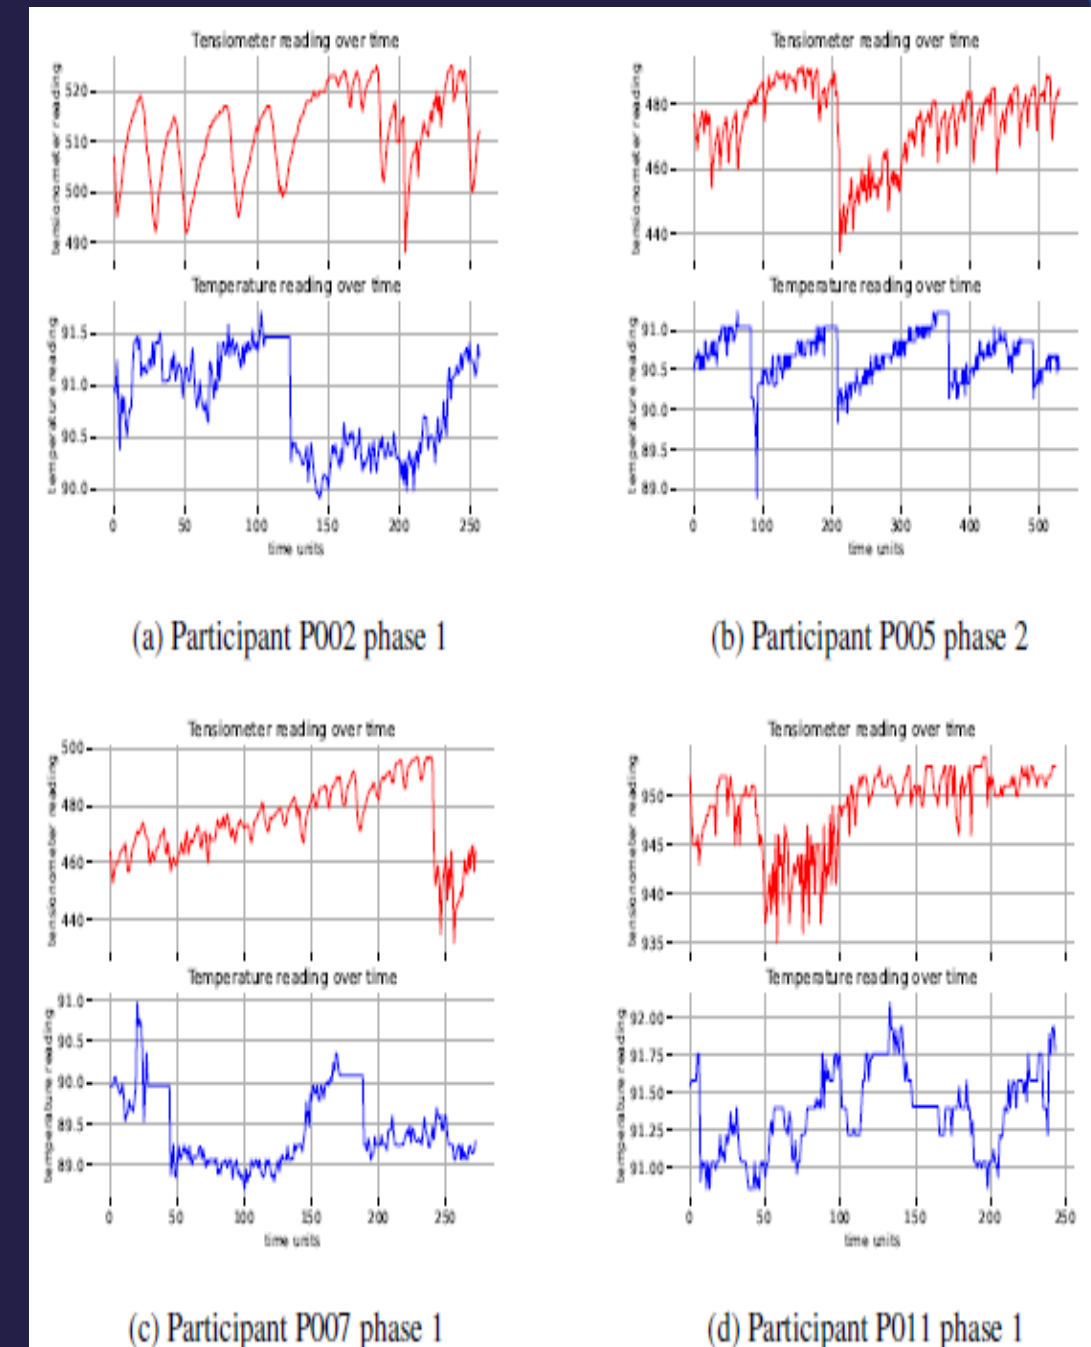 Tensiometer reading over time
tensionometer reading
520
510
500
490
Temperature reading over time
temperature reading
91.5
91.0
90.5
90.0
0 50 100 150 200 250
time units
(a) Participant P002 phase 1
Tensiometer reading over time
tensionometer reading
480
460
440
Temperature reading over time
temperature reading
91.0
90.5
90.0
89.5
89.0
0 100 200 300 400 500
time units
(b) Participant P005 phase 2
Tensiometer reading over time
tensionometer reading
500
480
460
440
Temperature reading over time
temperature reading
91.0
90.5
90.0
89.5
89.0
0 50 100 150 200 250
time units
(c) Participant P007 phase 1
Tensiometer reading over time
tensionometer reading
950
945
940
935
Temperature reading over time
temperature reading
92.00
91.75
91.50
91.25
91.00
0 50 100 150 200 250
time units
(d) Participant P011 phase 1